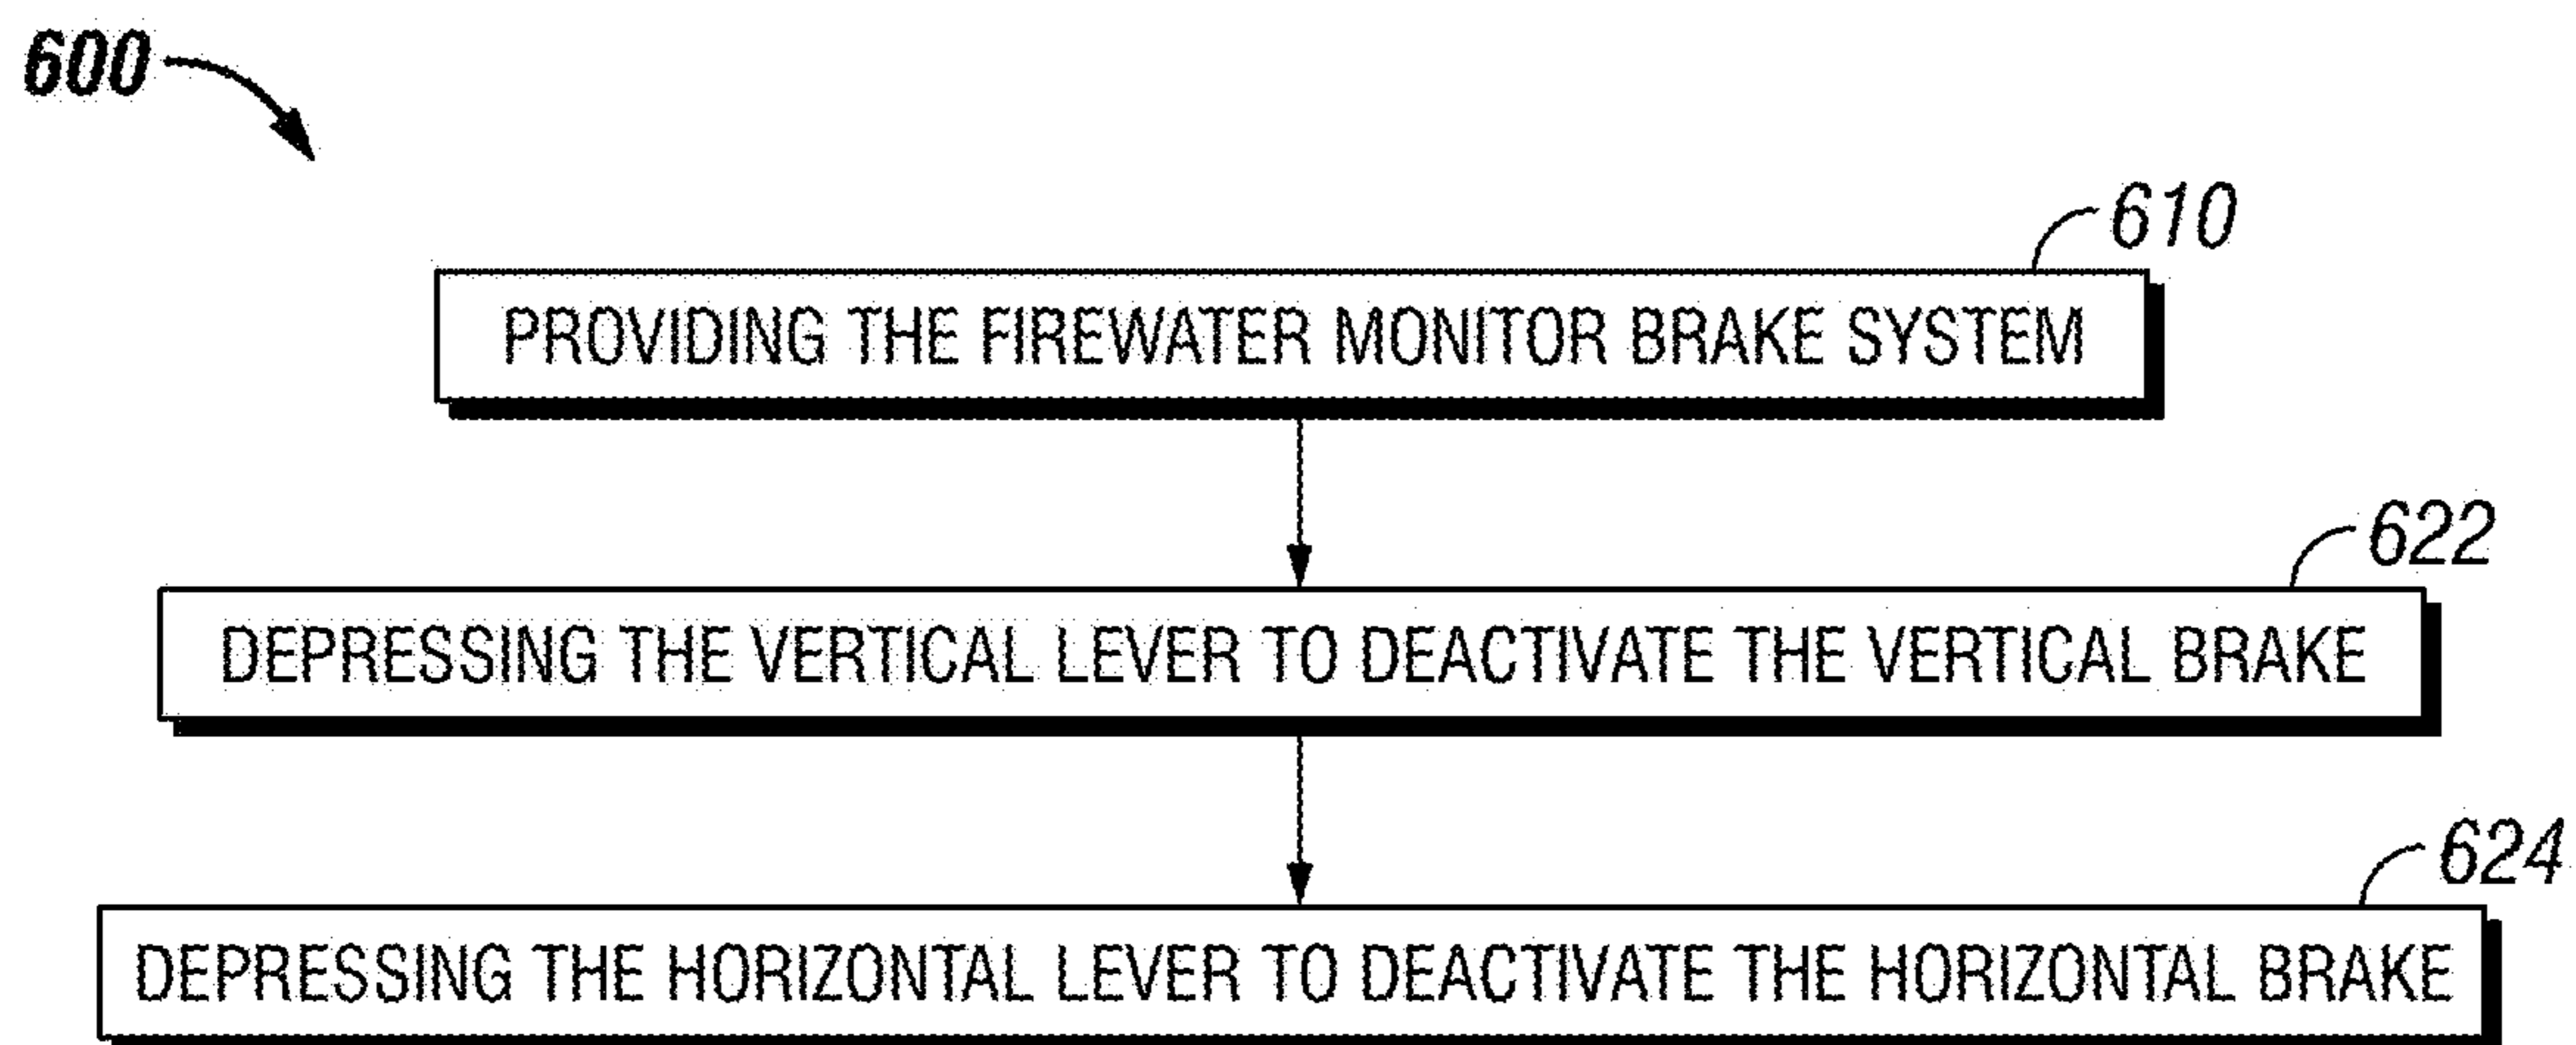 600
610
PROVIDING THE FIREWATER MONITOR BRAKE SYSTEM
622
DEPRESSING THE VERTICAL LEVER TO DEACTIVATE THE VERTICAL BRAKE
624
DEPRESSING THE HORIZONTAL LEVER TO DEACTIVATE THE HORIZONTAL BRAKE